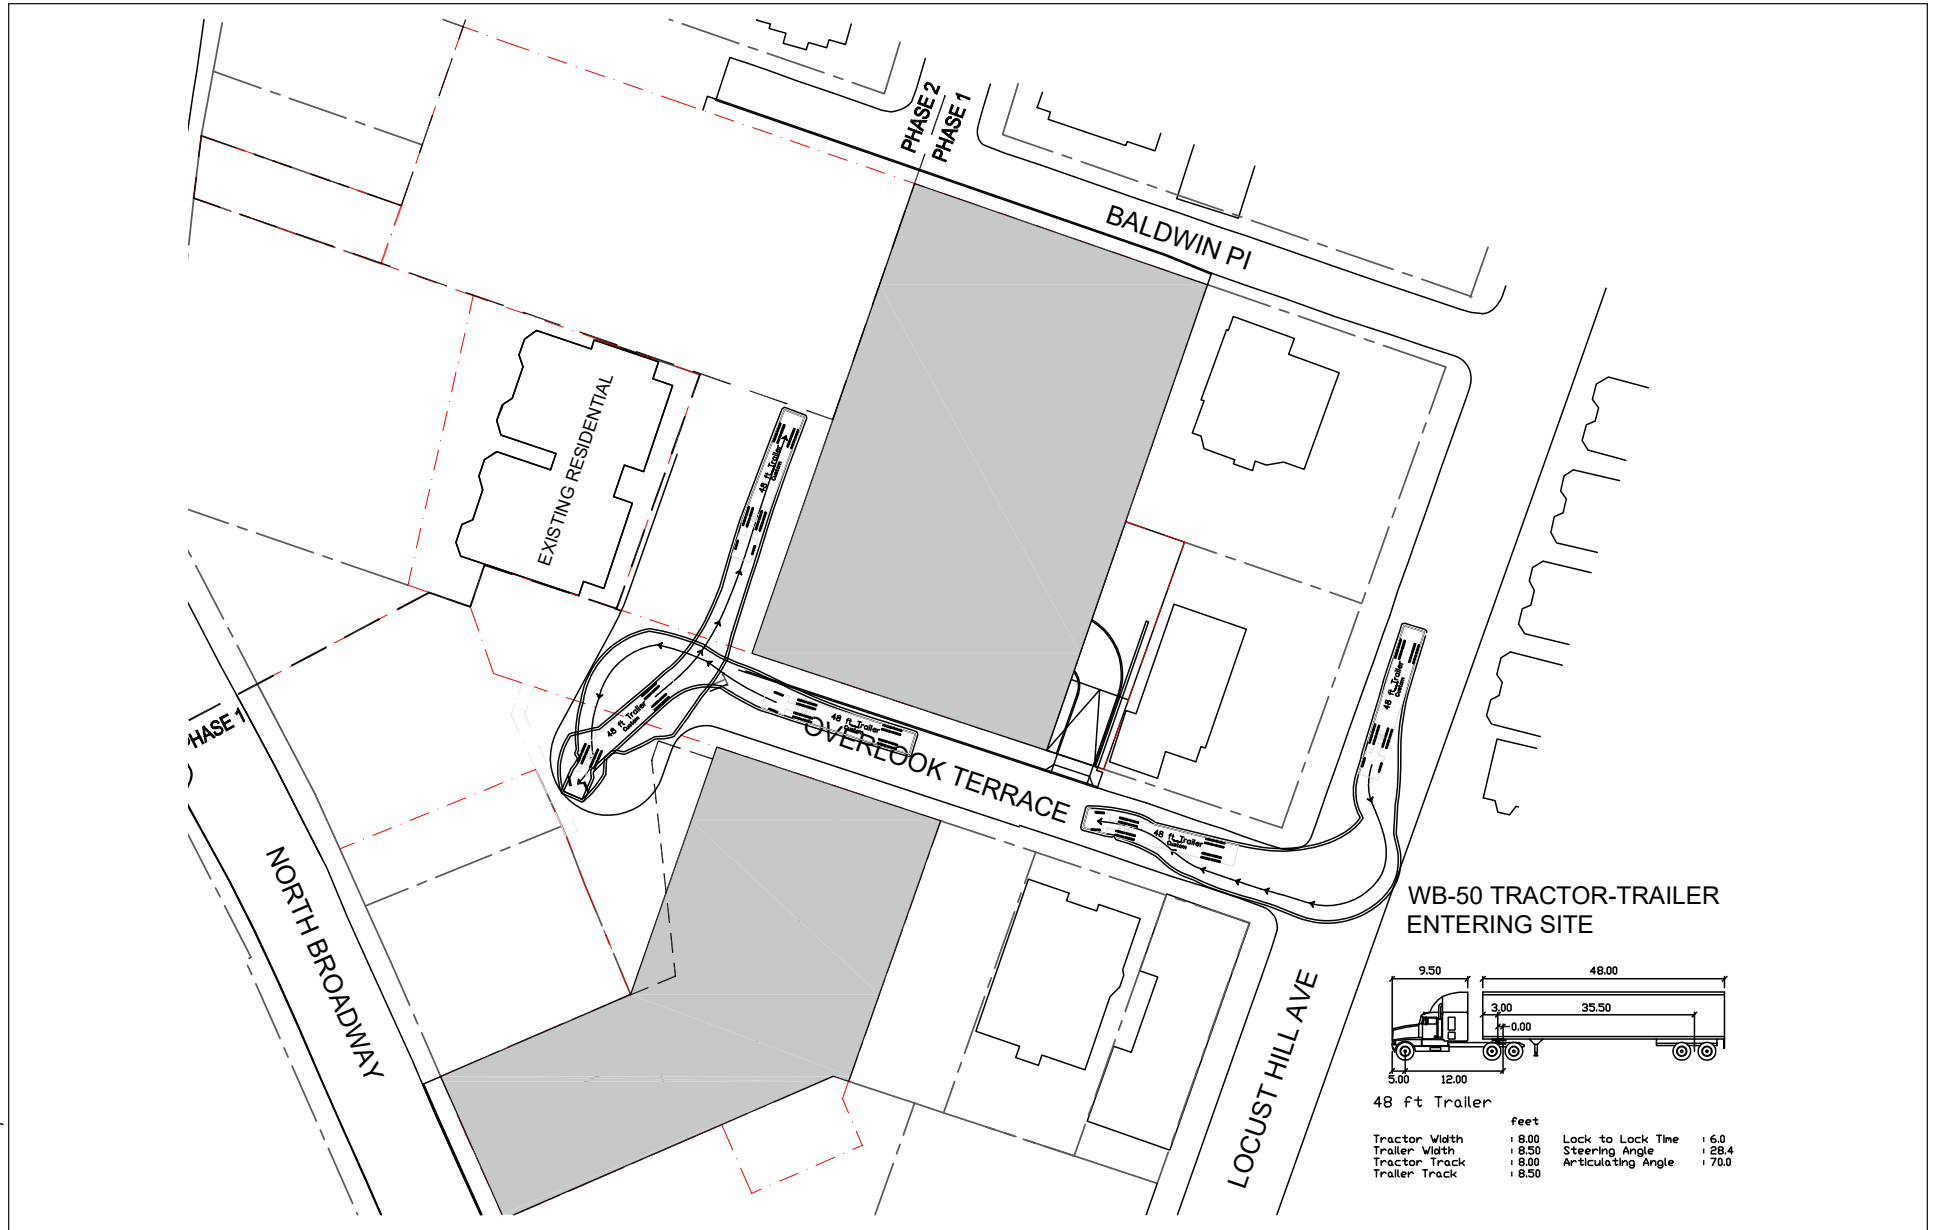 PHASE 2
PHASE 1
BALDWIN Pl
EXISTING RESIDENTIAL
48 ft Trailer
Custom
48 ft Trailer
Custom
48 ft Trailer
Custom
48 ft Trailer
48 ft Trailer
Custom
OVERLOOK TERRACE
PHASE 1
NORTH BROADWAY
LOCUST HILL AVE
WB-50 TRACTOR-TRAILER
ENTERING SITE
9.50
48.00
3.00
35.50
0.00
5.00
12.00
48 ft Trailer
feet
Tractor Width : 8.00 Lock to Lock Time : 6.0
Trailer Width : 8.50 Steering Angle : 28.4
Tractor Track : 8.00 Articulating Angle : 70.0
Trailer Track : 8.50